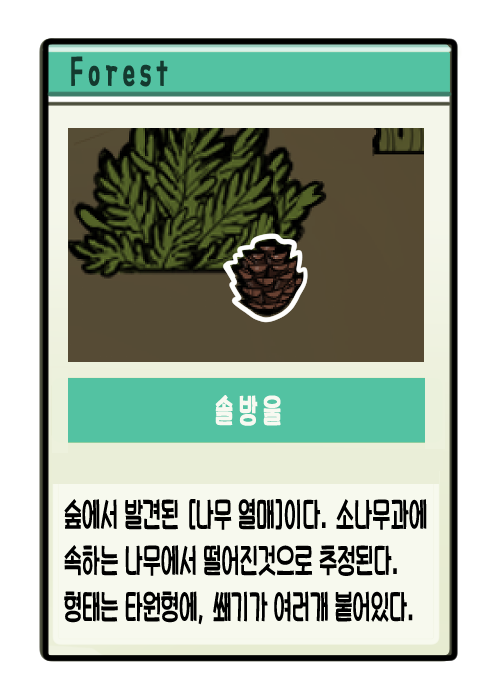 Forest
솔방울
숲에서 발견된 [나무 열매]이다. 소나무과에
속하는 나무에서 떨어진것으로 추정된다.
형태는 타원형에, 쐐기가 여러개 붙어있다.